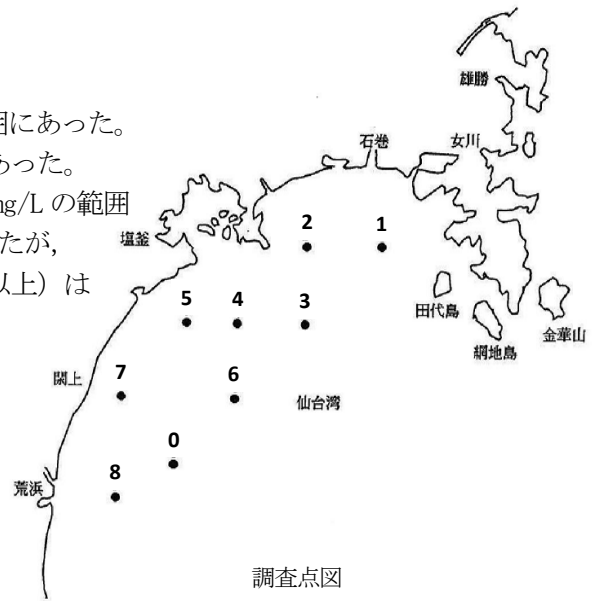 囲にあった。
あった。
mg/L の範囲
たが,
以上）は
雄勝
石巻
女川
塩釜
2
1
5
4
3
田代島
網地島
金華山
閖上
7
6
仙台湾
0
8
荒浜
調査点図